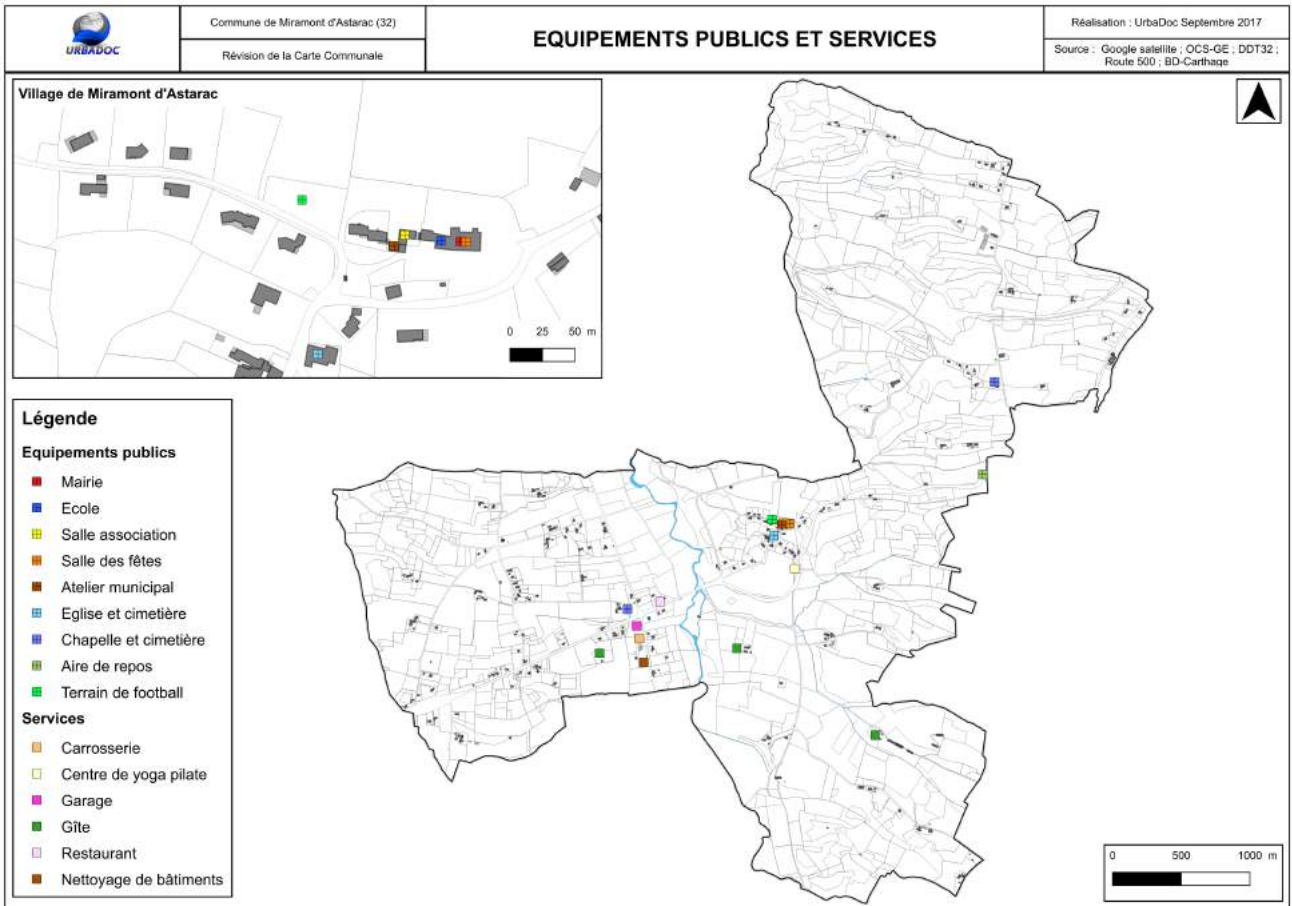 URBADOC
Commune de Miramont d'Astarac (32)
Révision de la Carte Communale
EQUIPEMENTS PUBLICS ET SERVICES
Réalisation : UrbaDoc Septembre 2017
Source : Google satellite ; OCS-GE ; DDT32 ;
Route 500 ; BD-Carthage
Village de Miramont d'Astarac
0 25 50 m
Légende
Equipements publics
Mairie
Ecole
Salle association
Salle des fêtes
Atelier municipal
Eglise et cimetière
Chapelle et cimetière
Aire de repos
Terrain de football
Services
Carrosserie
Centre de yoga pilate
Garage
Gîte
Restaurant
Nettoyage de bâtiments
0 500 1000 m